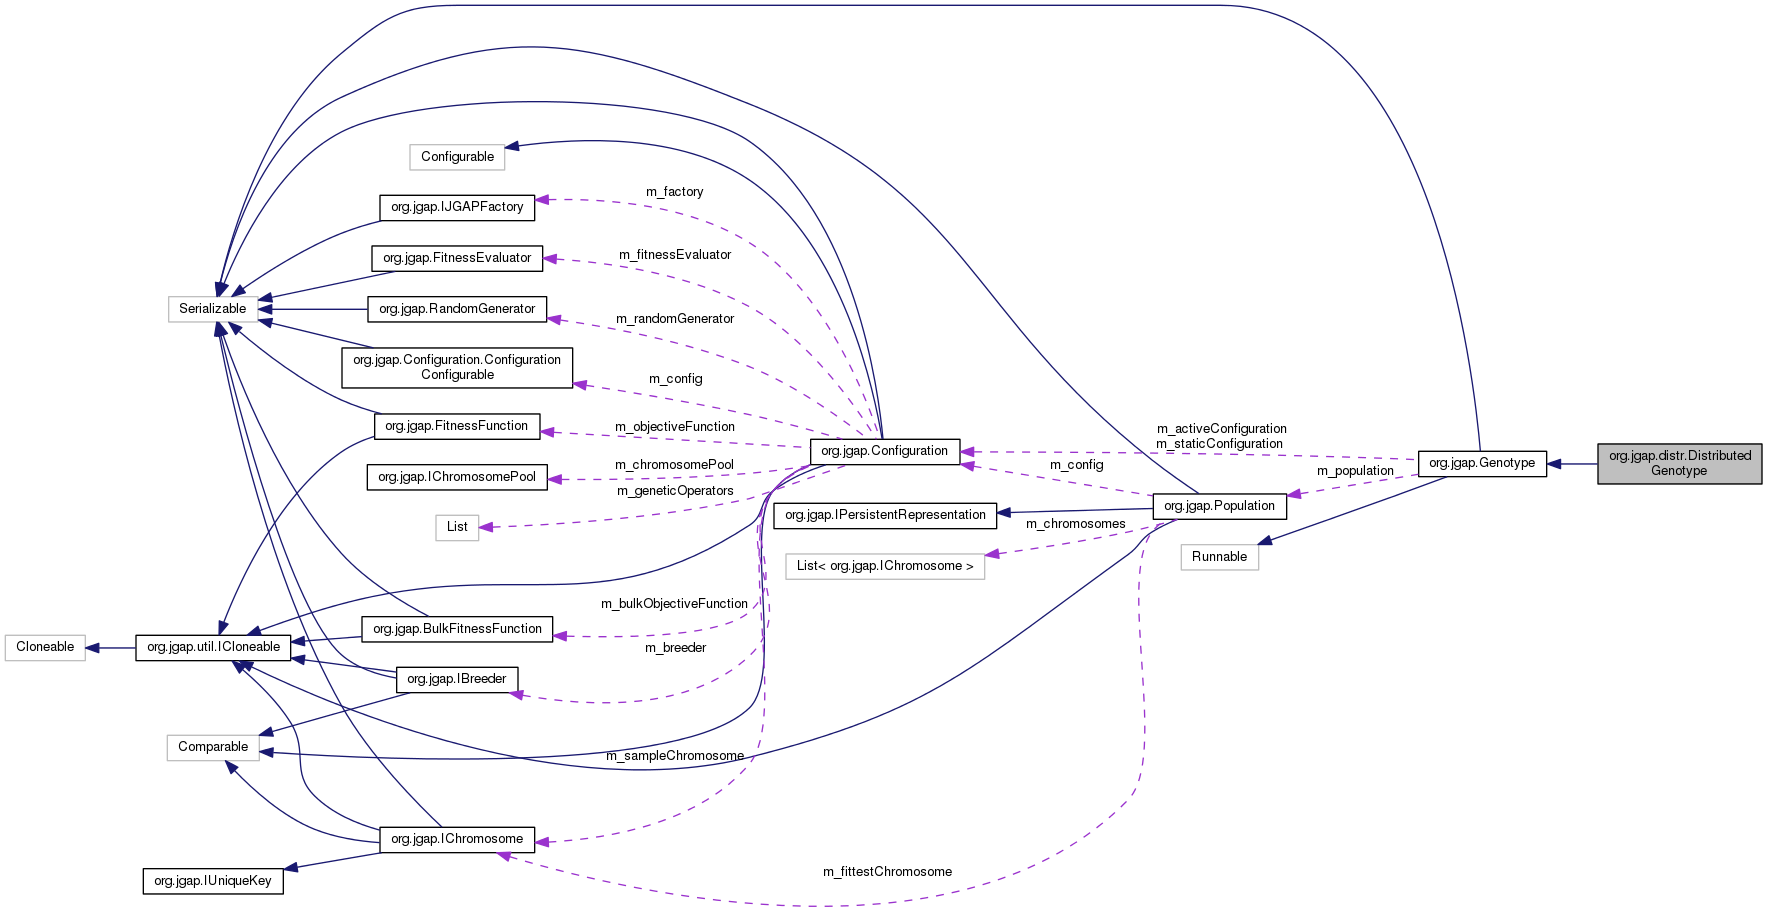 Configurable
m_factory
org.jgap.IJGAPFactory
m_fitnessEvaluator
org.jgap.FitnessEvaluator
Serializable
org.jgap.RandomGenerator
m_randomGenerator
org.jgap.Configuration.Configuration
Configurable
m_config
org.jgap.FitnessFunction
m_objectiveFunction
org.jgap.Configuration
m_activeConfiguration
m_staticConfiguration
org.jgap.Genotype
org.jgap.distr.Distributed
Genotype
org.jgap.IChromosomePool
m_chromosomePool
m_config
m_population
m_geneticOperators
List
org.jgap.IPersistentRepresentation
org.jgap.Population
m_chromosomes
List< org.jgap.IChromosome >
Runnable
m_bulkObjectiveFunction
org.jgap.BulkFitnessFunction
Cloneable
org.jgap.util.ICloneable
m_breeder
org.jgap.IBreeder
Comparable
m_sampleChromosome
org.jgap.IChromosome
m_fittestChromosome
org.jgap.IUniqueKey